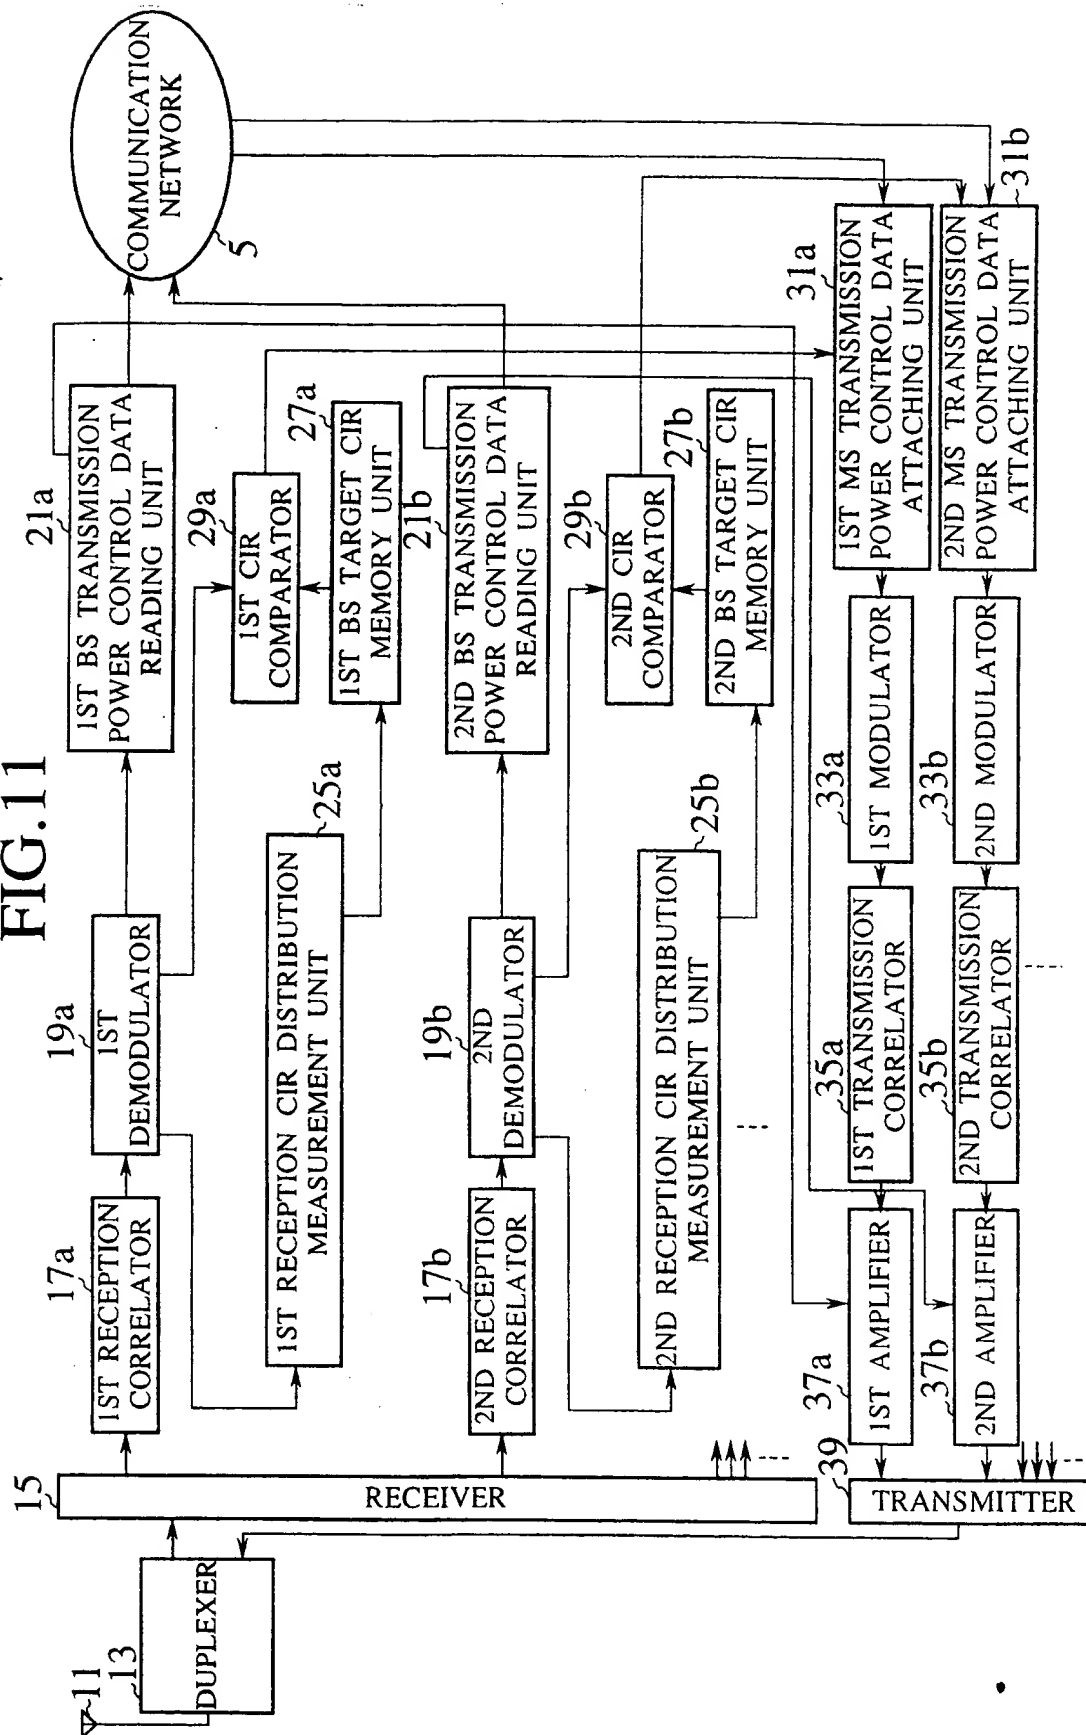 FIG.11
11
13
DUPLEXER
15
RECEIVER
17a
1ST RECEPTION
CORRELATOR
19a
1ST
DEMODULATOR
21a
1ST BS TRANSMISSION
POWER CONTROL DATA
READING UNIT
COMMUNICATION
NETWORK
5
29a
1ST CIR
COMPARATOR
27a
1ST BS TARGET CIR
MEMORY UNIT
25a
1ST RECEPTION CIR DISTRIBUTION
MEASUREMENT UNIT
17b
2ND RECEPTION
CORRELATOR
19b
2ND
DEMODULATOR
21b
2ND BS TRANSMISSION
POWER CONTROL DATA
READING UNIT
29b
2ND CIR
COMPARATOR
27b
2ND BS TARGET CIR
MEMORY UNIT
25b
2ND RECEPTION CIR DISTRIBUTION
MEASUREMENT UNIT
39
TRANSMITTER
37a
1ST AMPLIFIER
35a
1ST TRANSMISSION
CORRELATOR
33a
1ST MODULATOR
31a
1ST MS TRANSMISSION
POWER CONTROL DATA
ATTACHING UNIT
37b
2ND AMPLIFIER
35b
2ND TRANSMISSION
CORRELATOR
33b
2ND MODULATOR
31b
2ND MS TRANSMISSION
POWER CONTROL DATA
ATTACHING UNIT